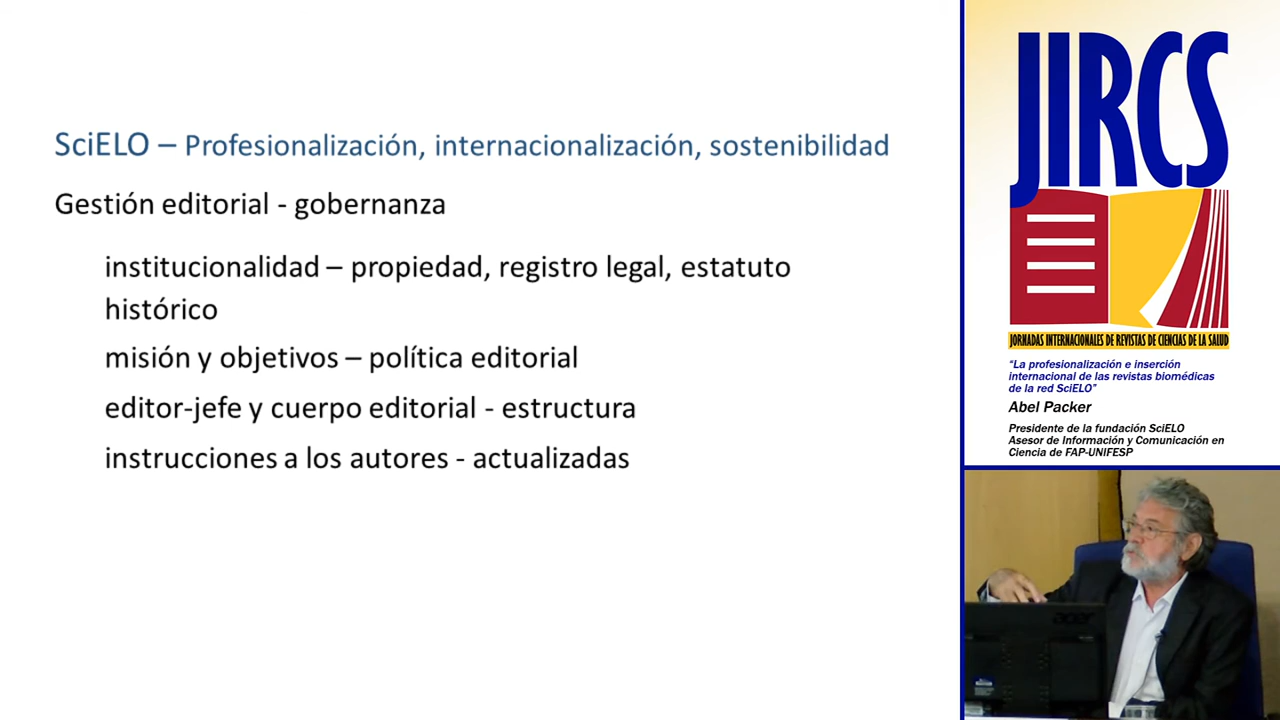 SciELO – Profesionalización, internacionalización, sostenibilidad
Gestión editorial - gobernanza
institucionalidad – propiedad, registro legal, estatuto
histórico
misión y objetivos – política editorial
editor-jefe y cuerpo editorial - estructura
instrucciones a los autores - actualizadas
JIRCS
JORNADAS INTERNACIONALES DE REVISTAS DE CIENCIAS DE LA SALUD
“La profesionalización e inserción
internacional de las revistas biomédicas
de la red SciELO”
Abel Packer
Presidente de la fundación SciELO
Asesor de Información y Comunicación en
Ciencia de FAP-UNIFESP
acer